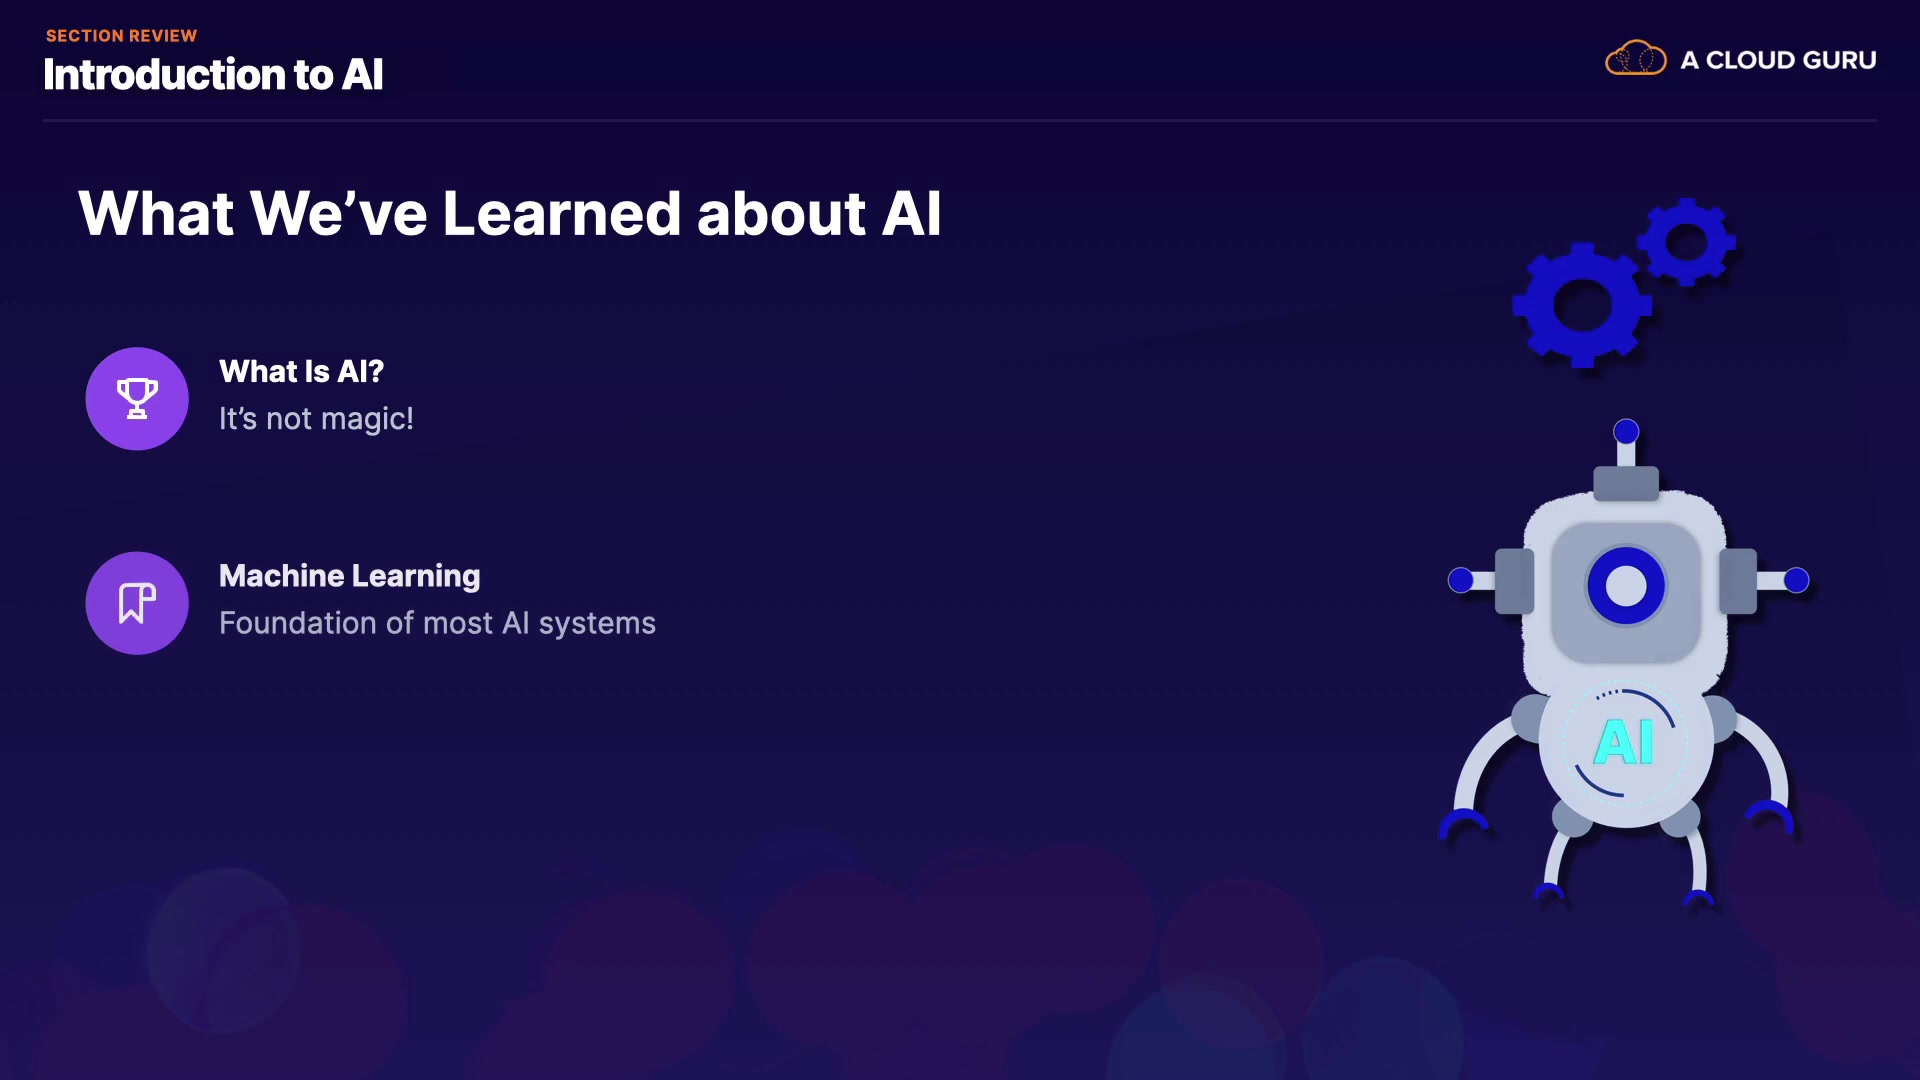 SECTION REVIEW
Introduction to AI
A CLOUD GURU
What We’ve Learned about AI
What Is AI?
It’s not magic!
Machine Learning
Foundation of most AI systems
AI